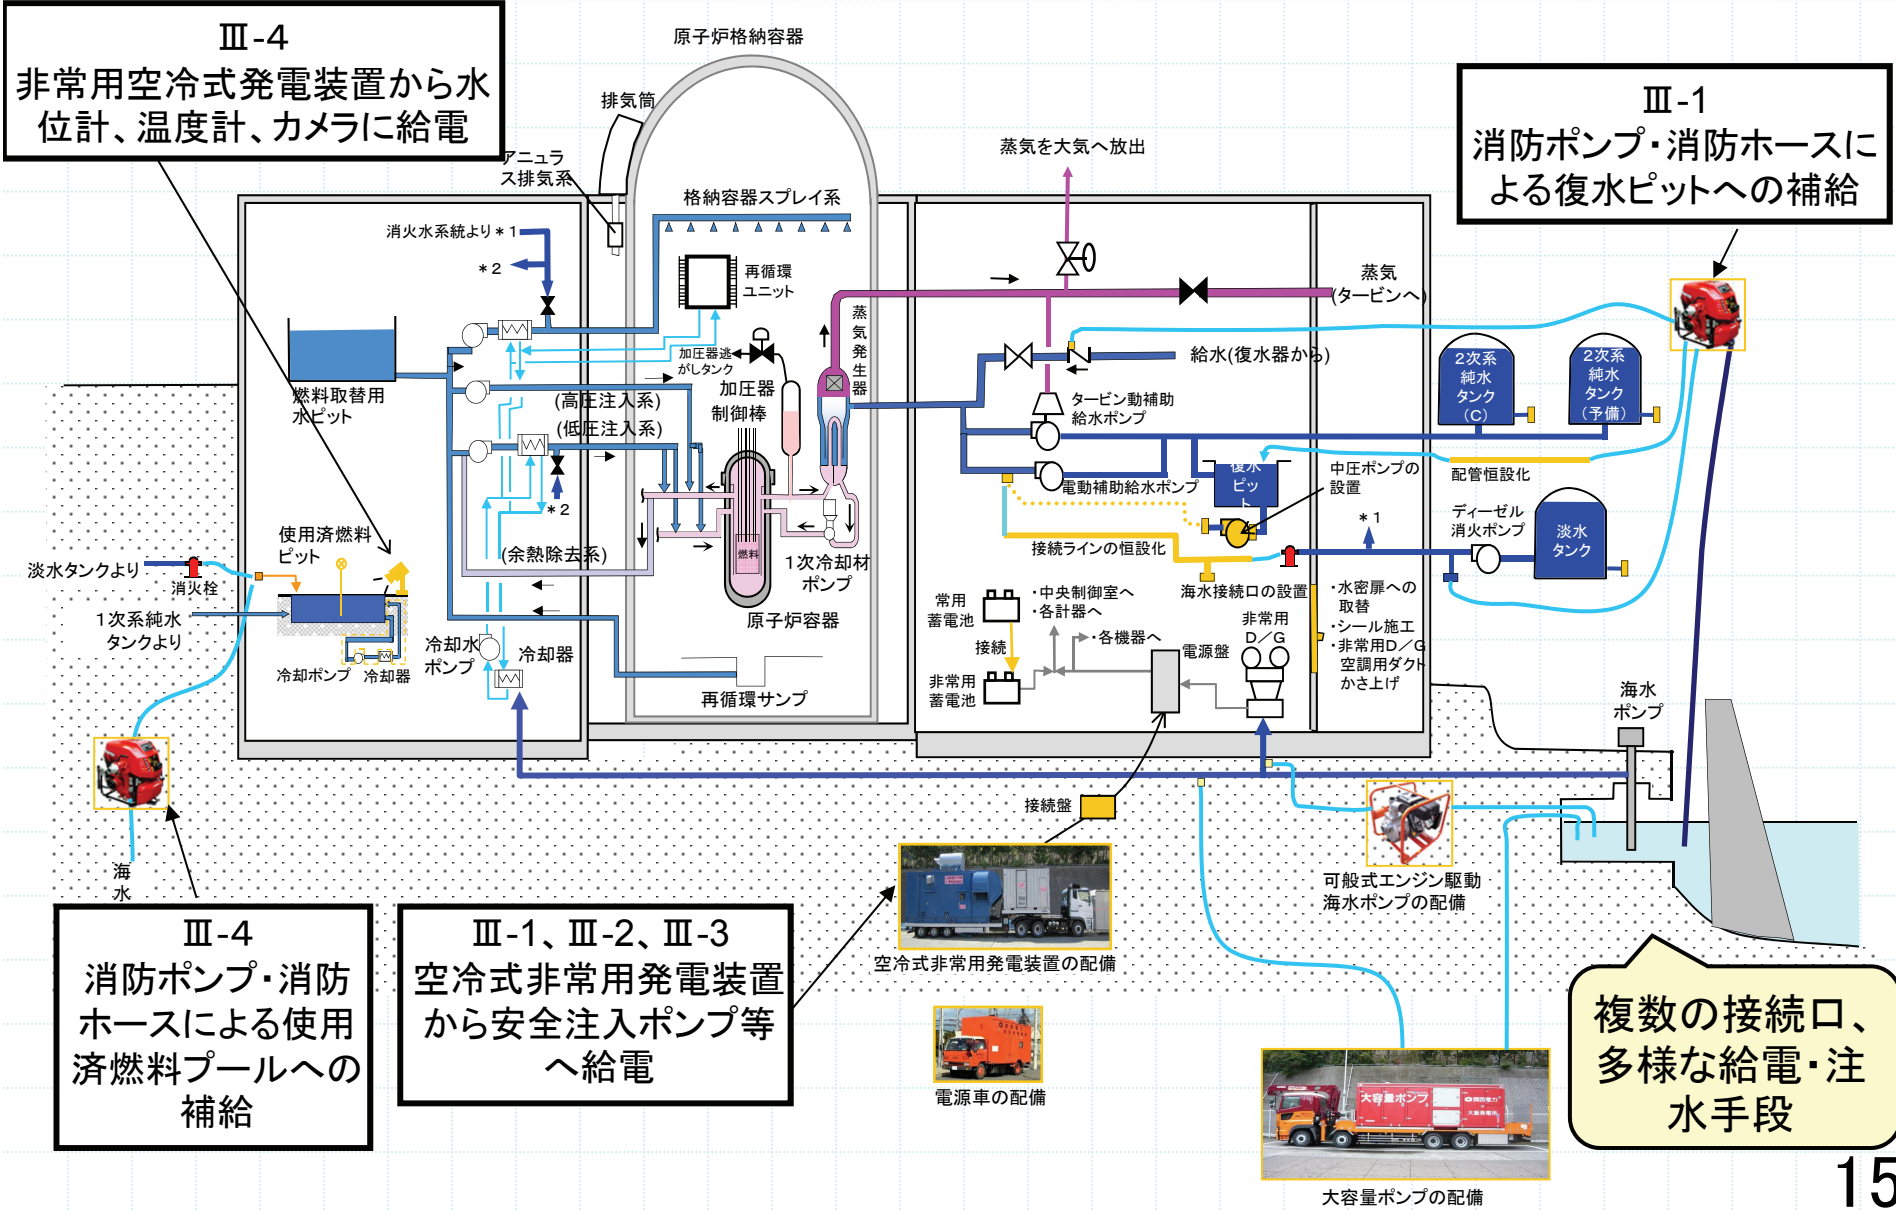 Ⅲ-4
非常用空冷式発電装置から水
位計、温度計、カメラに給電
原子炉格納容器
排気筒
アニュラ
ス排気系
蒸気を大気へ放出
Ⅲ-1
消防ポンプ・消防ホースに
よる復水ピットへの補給
格納容器スプレイ系
消火水系統より*1
*2
再循環
ユニット
蒸気発生器
蒸気
(タービンへ)
加圧器逃
がしタンク
加圧器
制御棒
給水(復水器から)
2次系
純水
タンク
(C)
2次系
純水
タンク
(予備)
燃料取替用
水ピット
(高圧注入系)
(低圧注入系)
タービン動補助
給水ポンプ
電動補助給水ポンプ
復水
ピッ
ト
中圧ポンプの
設置
配管恒設化
*2
*1
ディーゼル
消火ポンプ
淡水
タンク
使用済燃料
ピット
(余熱除去系)
燃料
1次冷却材
ポンプ
接続ラインの恒設化
淡水タンクより
消火栓
1次系純水
タンクより
原子炉容器
常用
蓄電池
・中央制御室へ
・各計器へ
海水接続口の設置
非常用
D/G
・水密扉への
取替
・シール施工
・非常用D/G
空調用ダクト
かさ上げ
冷却ポンプ
冷却器
冷却水
ポンプ
冷却器
接続
・各機器へ
電源盤
非常用
蓄電池
再循環サンプ
海水
ポンプ
接続盤
海
水
可般式エンジン駆動
海水ポンプの配備
Ⅲ-4
消防ポンプ・消防
ホースによる使用
済燃料プールへの
補給
Ⅲ-1、Ⅲ-2、Ⅲ-3
空冷式非常用発電装置
から安全注入ポンプ等
へ給電
空冷式非常用発電装置の配備
電源車の配備
大容量ポンプ
関西電力
大容量ポンプの配備
複数の接続口、
多様な給電・注
水手段
15